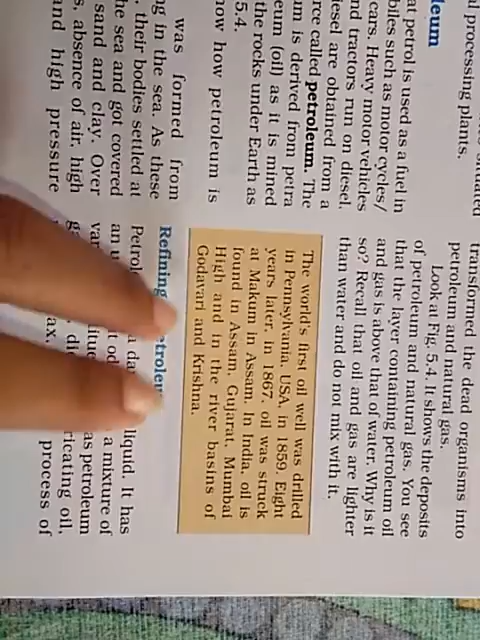 processing plants.
leum
at petrol is used as a fuel in
biles such as motor cycles/
cars. Heavy motor vehicles
nd tractors run on diesel.
iesel are obtained from a
rce called petroleum. The
um is derived from petra
eum (oil) as it is mined
the rocks under Earth as
5.4.
how how petroleum is
was formed from
g in the sea. As these
, their bodies settled at
he sea and got covered
sand and clay. Over
s, absence of air, high
and high pressure
transformed the dead organisms into
petroleum and natural gas.
Look at Fig. 5.4. It shows the deposits
of petroleum and natural gas. You see
that the layer containing petroleum oil
and gas is above that of water. Why is it
so? Recall that oil and gas are lighter
than water and do not mix with it.
The world's first oil well was drilled
in Pennsylvania, USA, in 1859. Eight
years later, in 1867, oil was struck
at Makum in Assam. In India, oil is
found in Assam, Gujarat, Mumbai
High and in the river basins of
Godavari and Krishna.
Refining
liquid. It has
a mixture of
as petroleum
ricating oil,
ax. process of